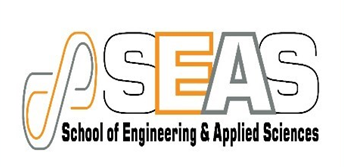 SEAS
School of Engineering & Applied Sciences